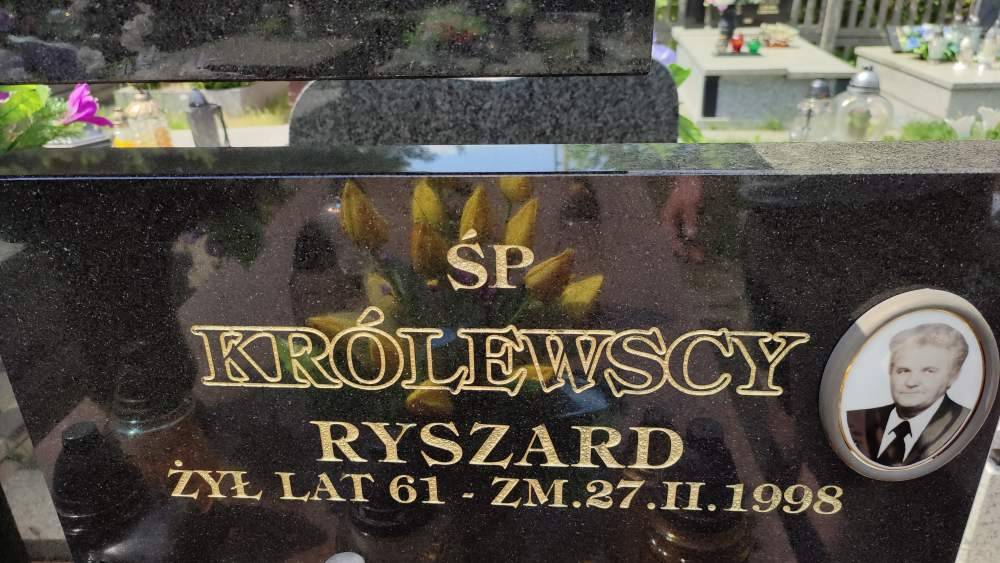 ŚP
KRÓLEWSCY
RYSZARD
ŻYŁ LAT 61 - ZM.27.II.1998